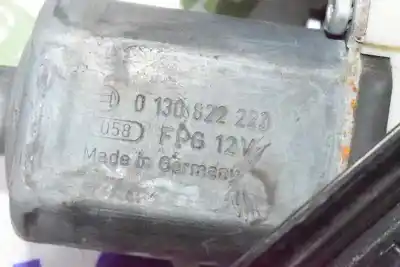 0 130 822 223
058 FPG 12V
Made in Germany